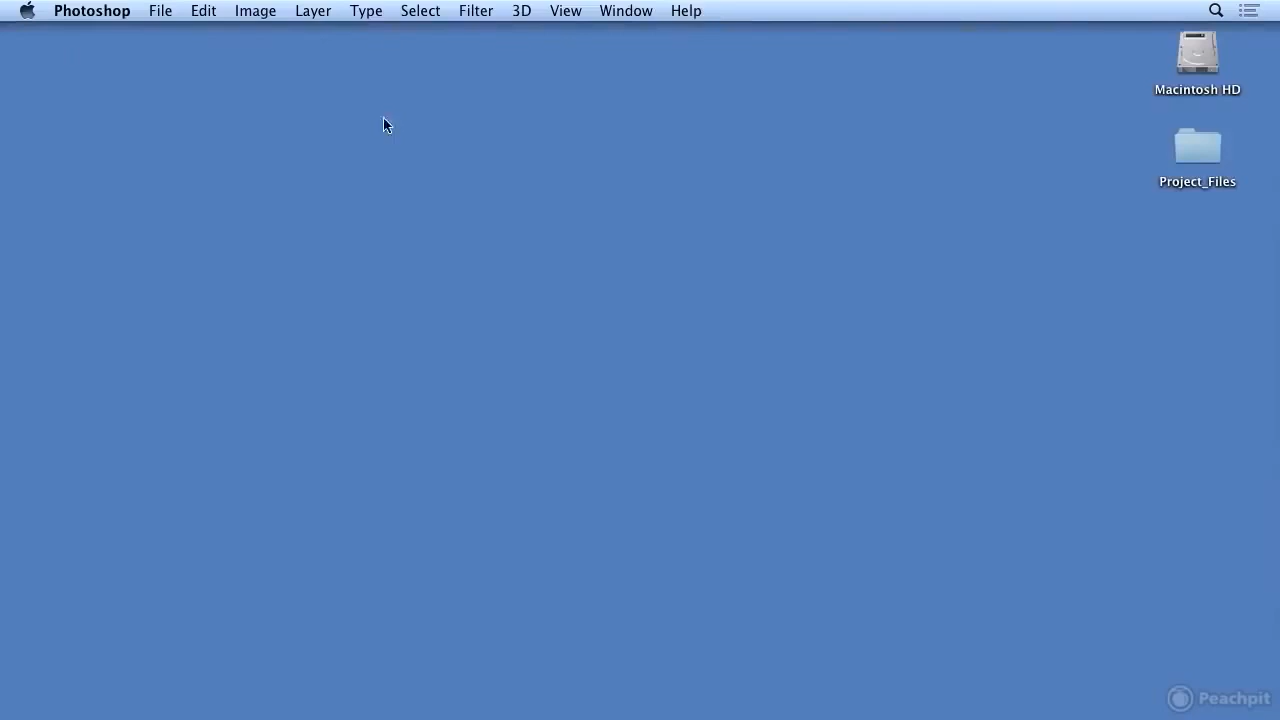 Photoshop File Edit Image Layer Type Select Filter 3D View Window Help
Macintosh HD
Project_Files
Peachpit